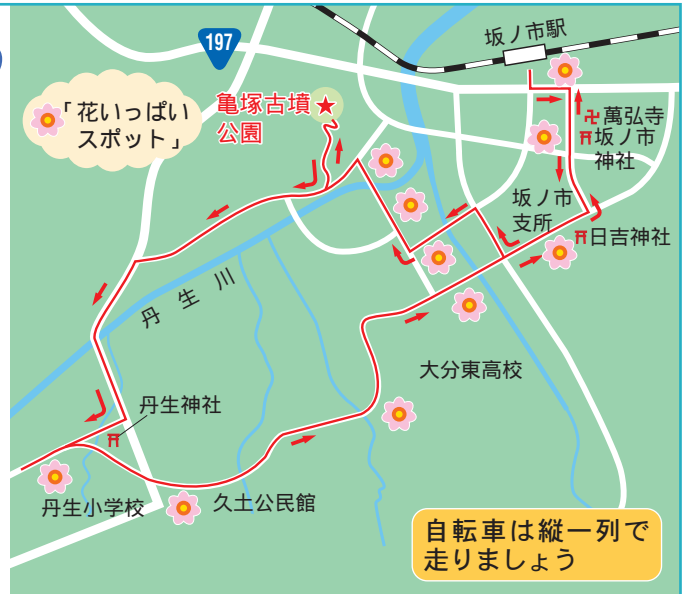 坂ノ市駅
197
「花いっぱい
スポット」
亀塚古墳
公園
萬弘寺
坂ノ市
神社
坂ノ市
支所
日吉神社
丹生川
大分東高校
丹生神社
丹生小学校
久土公民館
自転車は縦一列で
走りましょう